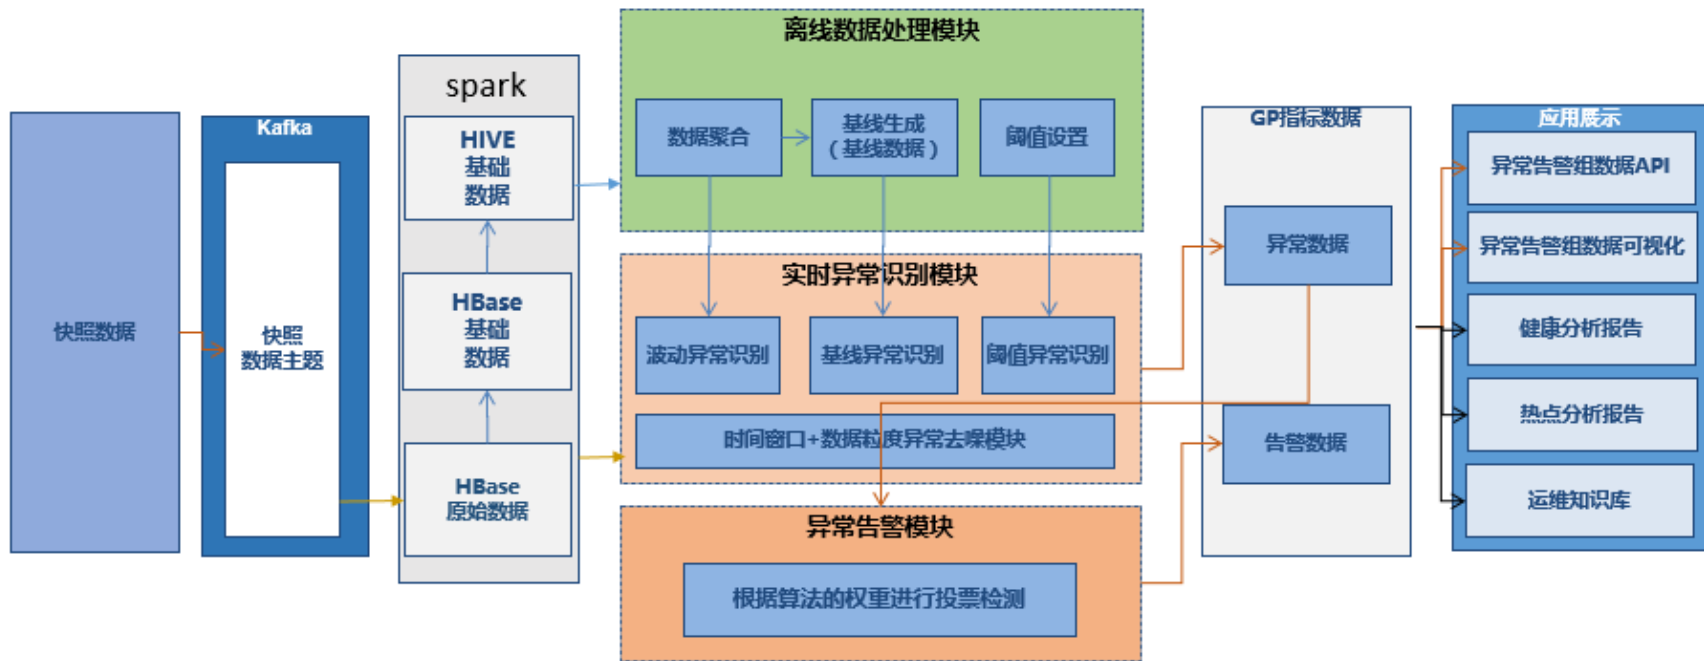 快照数据
Kafka
快照
数据主题
spark
HIVE
基础
数据
HBase
基础
数据
HBase
原始数据
离线数据处理模块
数据聚合
基线生成
（基线数据）
阈值设置
实时异常识别模块
波动异常识别
基线异常识别
阈值异常识别
时间窗口+数据粒度异常去噪模块
异常告警模块
根据算法的权重进行投票检测
GP指标数据
异常数据
告警数据
应用展示
异常告警组数据API
异常告警组数据可视化
健康分析报告
热点分析报告
运维知识库